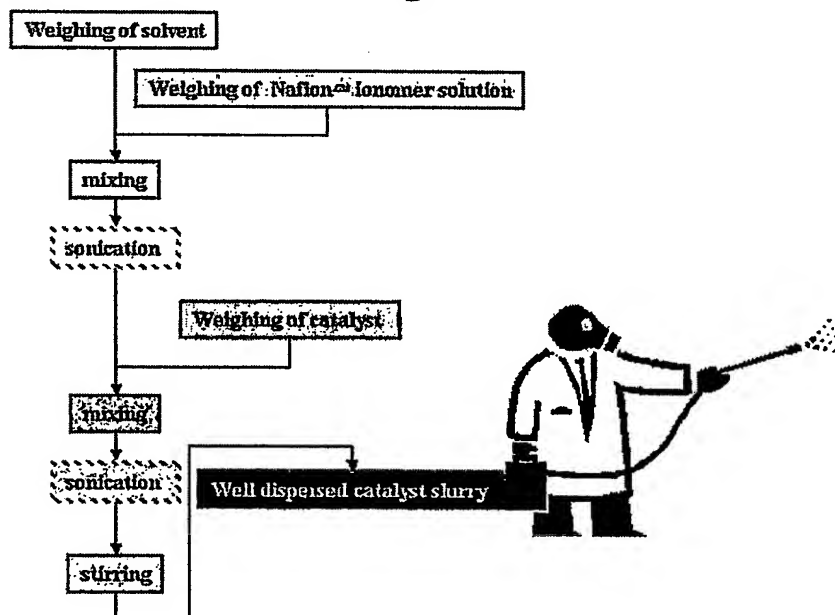 Weighing of solvent
Weighing of Nafion™ Ionomer solution
mixing
sonication
Weighing of catalyst
mixing
sonication
Well dispersed catalyst slurry
stirring